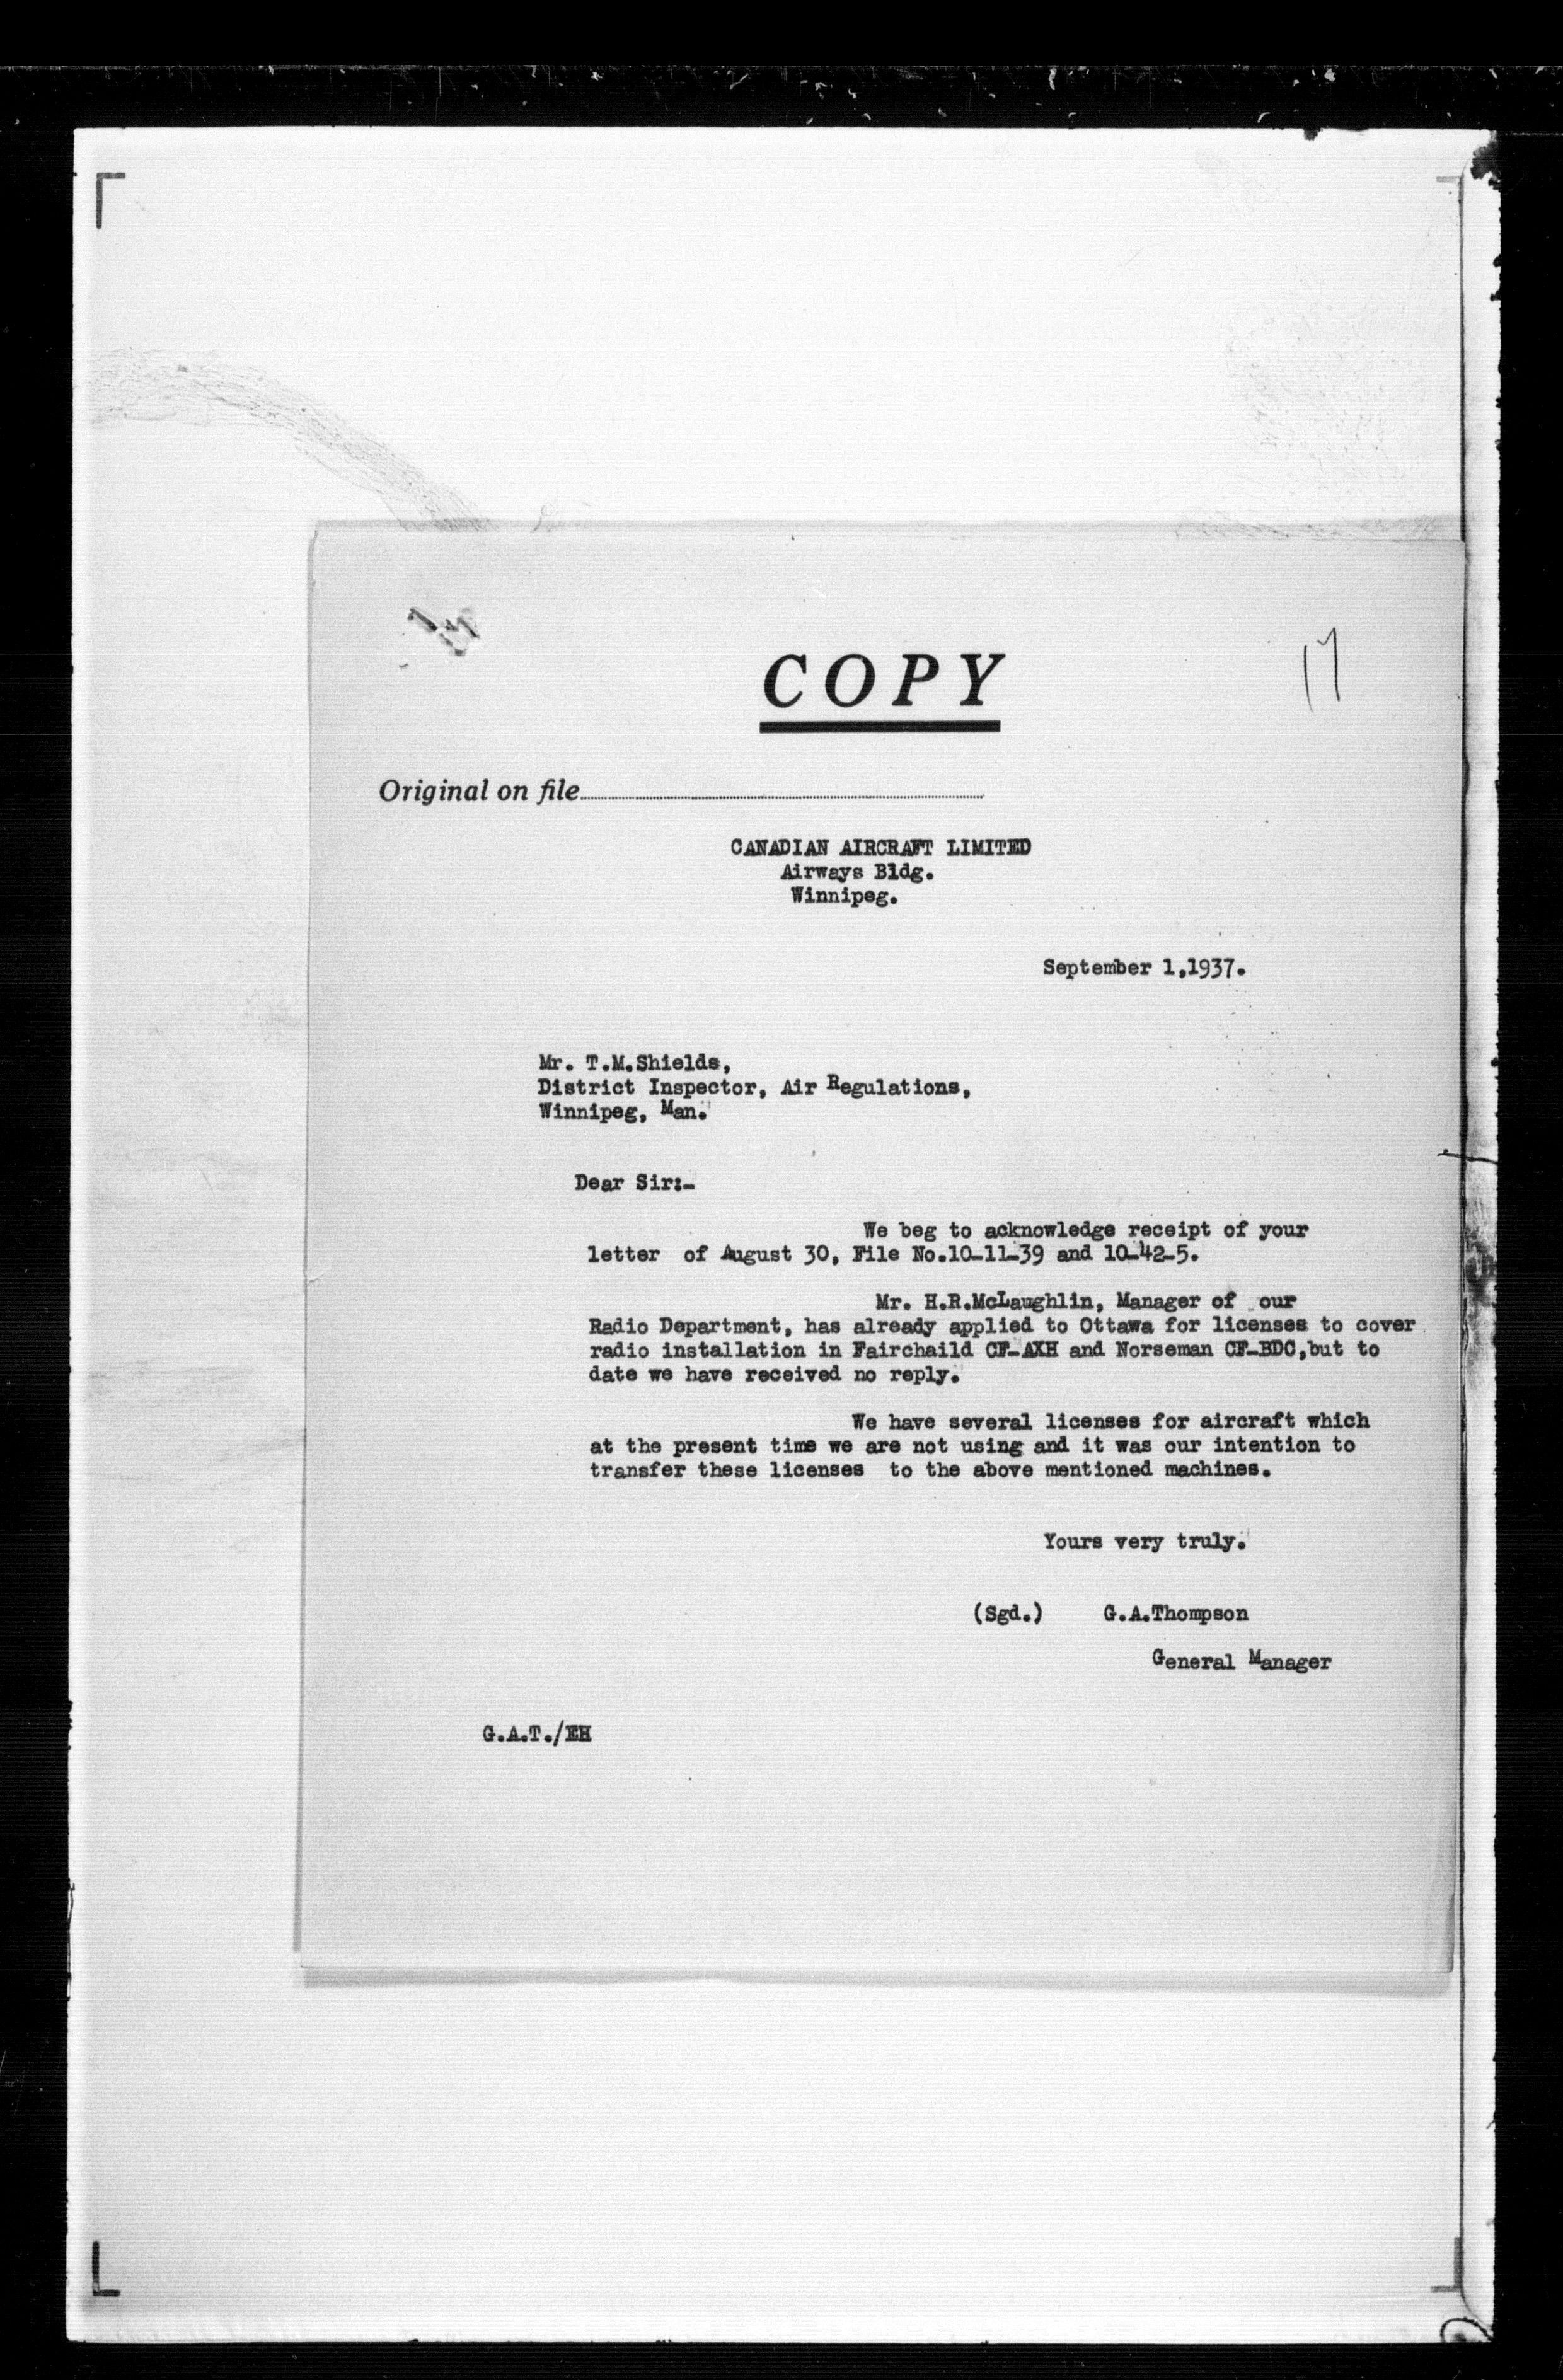 COPY
17
Original on file
CANADIAN AIRCRAFT LIMITED
Airways Bldg.
Winnipeg.
September 1,1937.
Mr. T.M.Shields,
District Inspector, Air Regulations,
Winnipeg, Man.
Dear Sir:-
We beg to acknowledge receipt of your
letter of August 30, File No.10-11-39 and 10-42-5.
Mr. H.R.McLaughlin, Manager of our
Radio Department, has already applied to Ottawa for licenses to cover
radio installation in Fairchaild CF-AXH and Norseman CF-BDC,but to
date we have received no reply.
We have several licenses for aircraft which
at the present time we are not using and it was our intention to
transfer these licenses to the above mentioned machines.
Yours very truly.
(Sgd.) G.A.Thompson
General Manager
G.A.T./EH